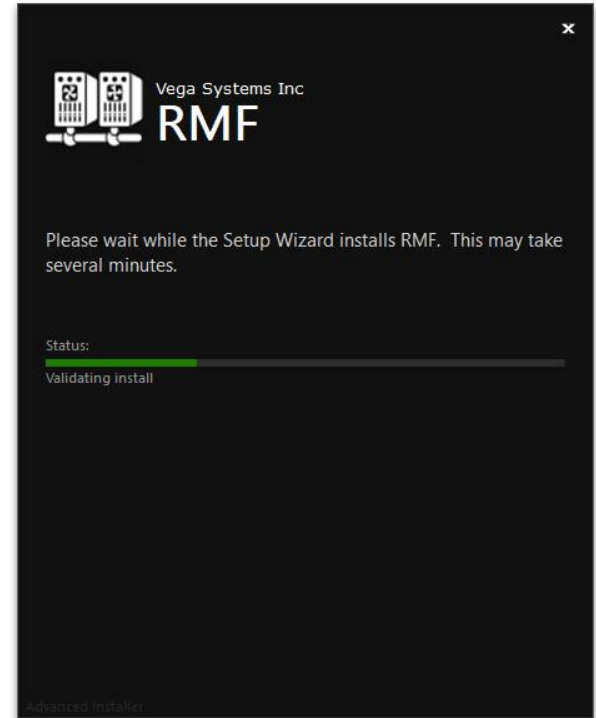 x
Vega Systems Inc
RMF
Please wait while the Setup Wizard installs RMF.  This may take
several minutes.
Status:
Validating install
Advanced Installer